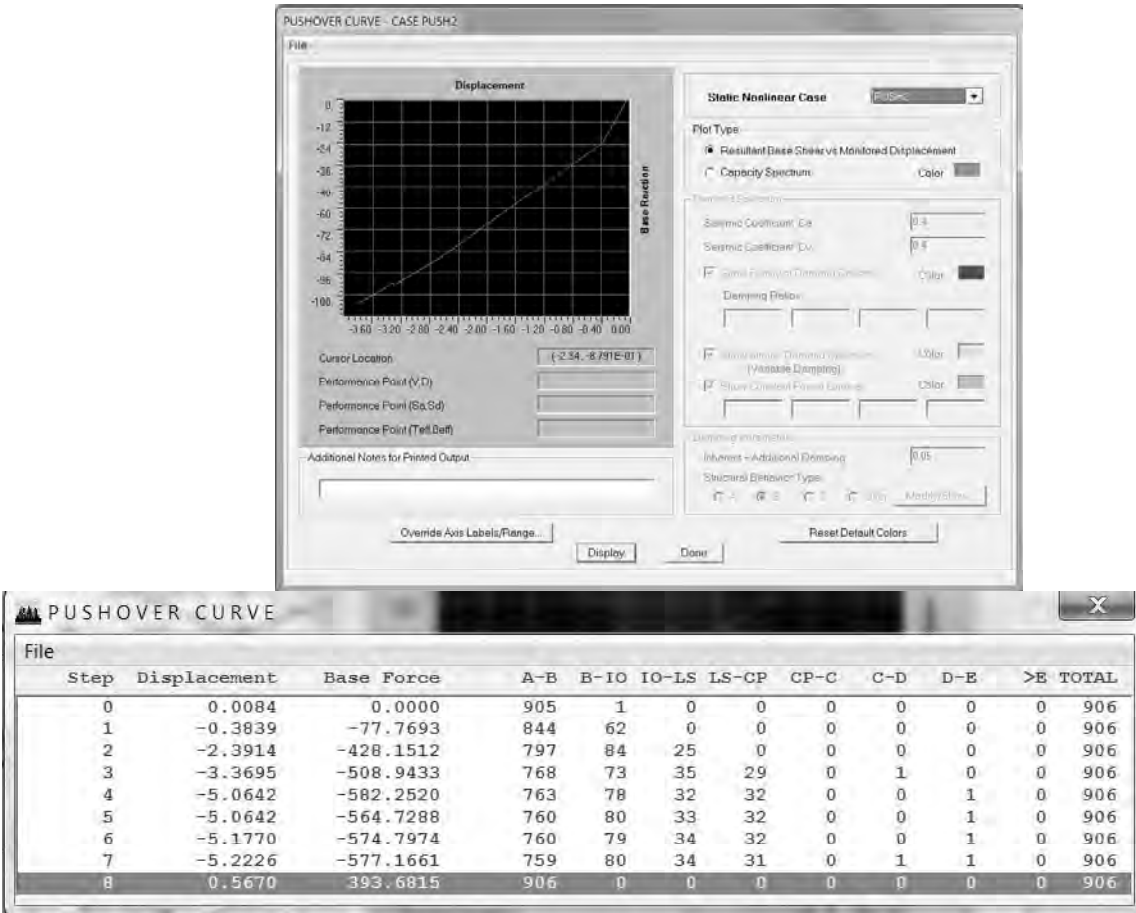 PUSHOVER CURVE - CASE PUSH2
File
Displacement
0
-12
-24
-36
-60
-72
-84
-96
-108
Base Reaction
-3.60 -3.20 -2.80 -2.40 -2.00 -1.60 -1.20 -0.80 -0.40 0.00
Cursor Location (-2.54, -8.791E-01)
Performance Point (V,D)
Performance Point (Sa,Sd)
Performance Point (Teff,Beff)
Additional Notes for Printed Output
Override Axis Labels/Range...
Static Nonlinear Case PUSH2
Plot Type
Resultant Base Shear vs Monitored Displacement
Capacity Spectrum Color
Seismic Coefficient Ca 0.4
Seismic Coefficient Cv 0.4
Color
Damping Ratios
Color
(Variable Damping)
Color
Inherent + Additional Damping 0.05
Structural Behavior Type
Reset Default Colors
Display Done
PUSHOVER CURVE
File
Step Displacement Base Force A-B B-IO IO-LS LS-CP CP-C C-D D-E >E TOTAL
0 0.0084 0.0000 905 1 0 0 0 0 0 0 906
1 -0.3839 -77.7693 844 62 0 0 0 0 0 0 906
2 -2.3914 -428.1512 797 84 25 0 0 0 0 0 906
3 -3.3695 -508.9433 768 73 35 29 0 1 0 0 906
4 -5.0642 -582.2520 763 78 32 32 0 0 1 0 906
5 -5.0642 -564.7288 760 80 33 32 0 0 1 0 906
6 -5.1770 -574.7974 760 79 34 32 0 0 1 0 906
7 -5.2226 -577.1661 759 80 34 31 0 1 1 0 906
8 0.5670 393.6815 906 0 0 0 0 0 0 0 906